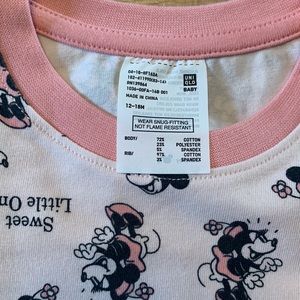 UNI
QLO
BABY
MADE IN CHINA
12-18M
WEAR SNUG-FITTING
NOT FLAME RESISTANT
BODY/ 72% COTTON
23% POLYESTER
5% SPANDEX
RIB/ 97% COTTON
3% SPANDEX
Sweet
Little On